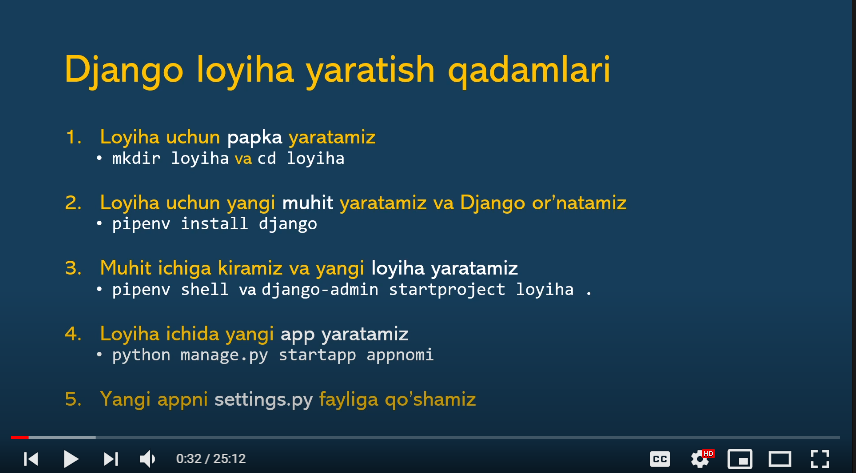 Django loyiha yaratish qadamlari
1. Loyiha uchun papka yaratamiz
• mkdir loyiha va cd loyiha
2. Loyiha uchun yangi muhit yaratamiz va Django or’natamiz
• pipenv install django
3. Muhit ichiga kiramiz va yangi loyiha yaratamiz
• pipenv shell va django-admin startproject loyiha .
4. Loyiha ichida yangi app yaratamiz
• python manage.py startapp appnomi
5. Yangi appni settings.py fayliga qo’shamiz
0:32 / 25:12
CC
HD